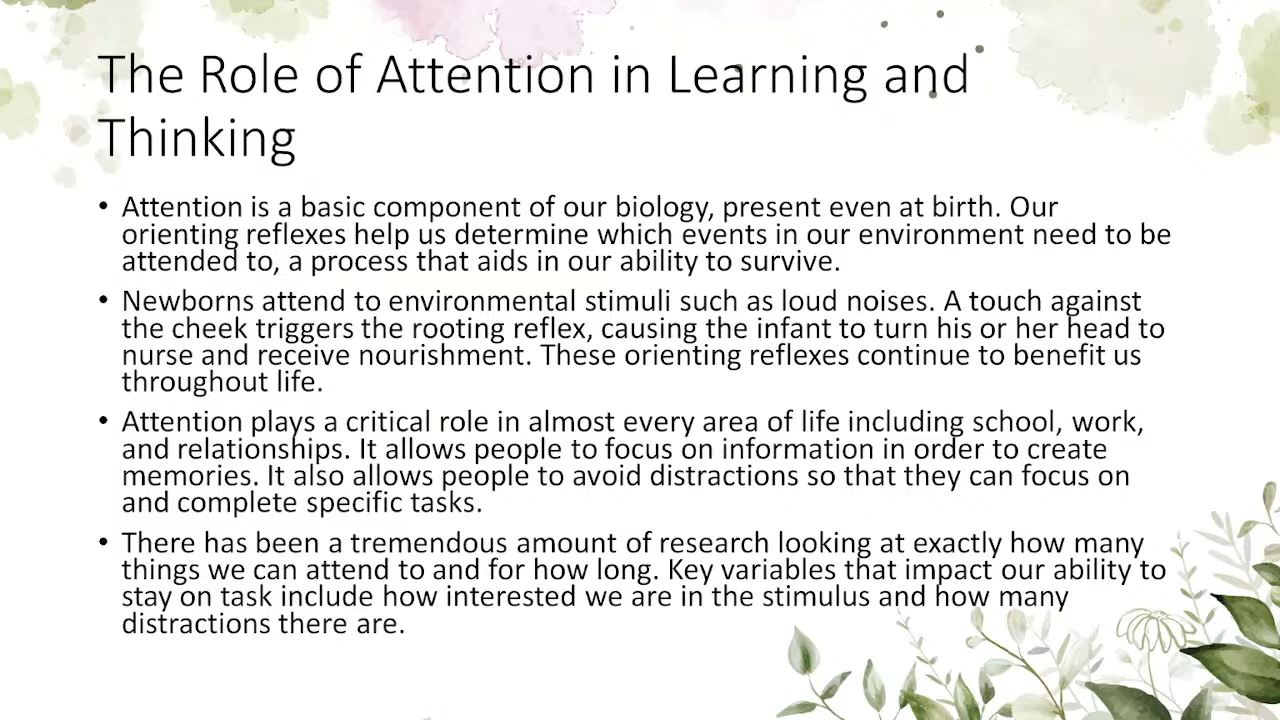 The Role of Attention in Learning and
Thinking
• Attention is a basic component of our biology, present even at birth. Our
orienting reflexes help us determine which events in our environment need to be
attended to, a process that aids in our ability to survive.
• Newborns attend to environmental stimuli such as loud noises. A touch against
the cheek triggers the rooting reflex, causing the infant to turn his or her head to
nurse and receive nourishment. These orienting reflexes continue to benefit us
throughout life.
• Attention plays a critical role in almost every area of life including school, work,
and relationships. It allows people to focus on information in order to create
memories. It also allows people to avoid distractions so that they can focus on
and complete specific tasks.
• There has been a tremendous amount of research looking at exactly how many
things we can attend to and for how long. Key variables that impact our ability to
stay on task include how interested we are in the stimulus and how many
distractions there are.